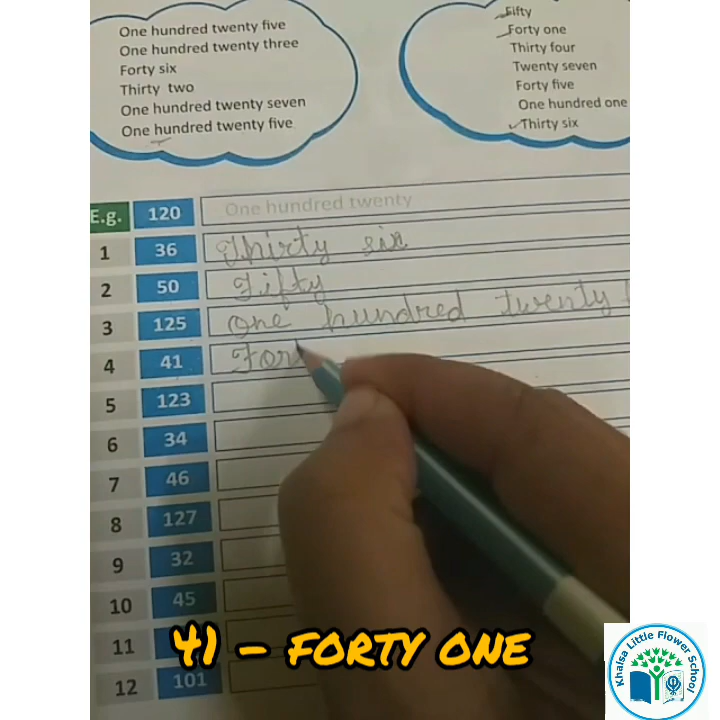 One hundred twenty five
One hundred twenty three
Forty six
Thirty two
One hundred twenty seven
One hundred twenty five
Fifty
Forty one
Thirty four
Twenty seven
Forty five
One hundred one
Thirty six
E.g. 120 One hundred twenty
1 36 Thirty six
2 50 Fifty
3 125 One hundred twenty
4 41 For
5 123
6 34
7 46
8 127
9 32
10 45
11
12 101
41 - FORTY ONE
Khalsa Little Flower School